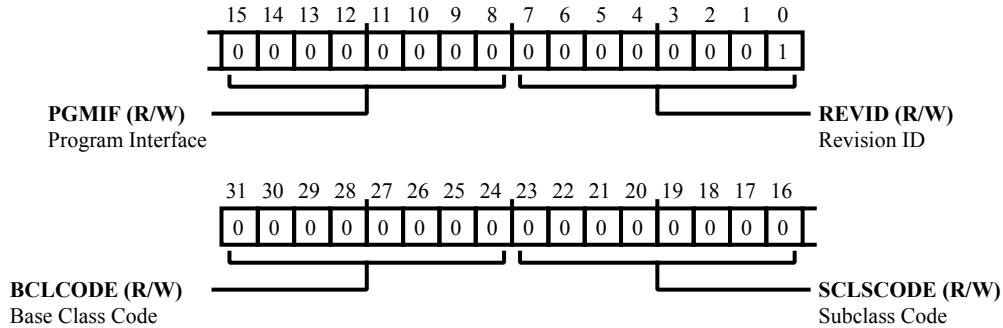 15 14 13 12 11 10 9 8 7 6 5 4 3 2 1 0
0 0 0 0 0 0 0 0 0 0 0 0 0 0 0 1
PGMIF (R/W)
Program Interface
REVID (R/W)
Revision ID
31 30 29 28 27 26 25 24 23 22 21 20 19 18 17 16
0 0 0 0 0 0 0 0 0 0 0 0 0 0 0 0
BCLCODE (R/W)
Base Class Code
SCLSCODE (R/W)
Subclass Code